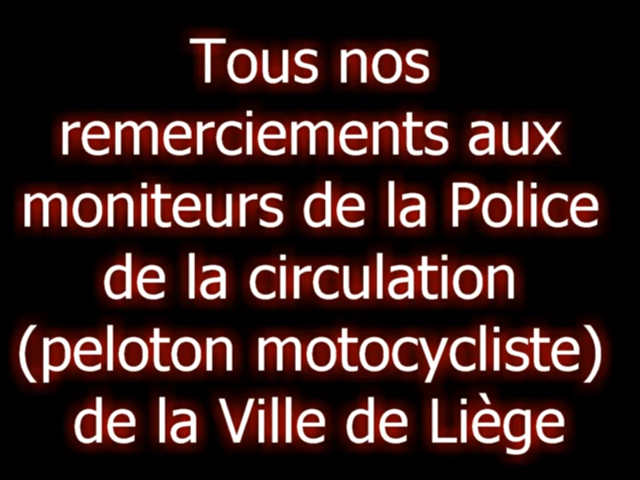 Tous nos
remerciements aux
moniteurs de la Police
de la circulation
(peloton motocycliste)
de la Ville de Liège